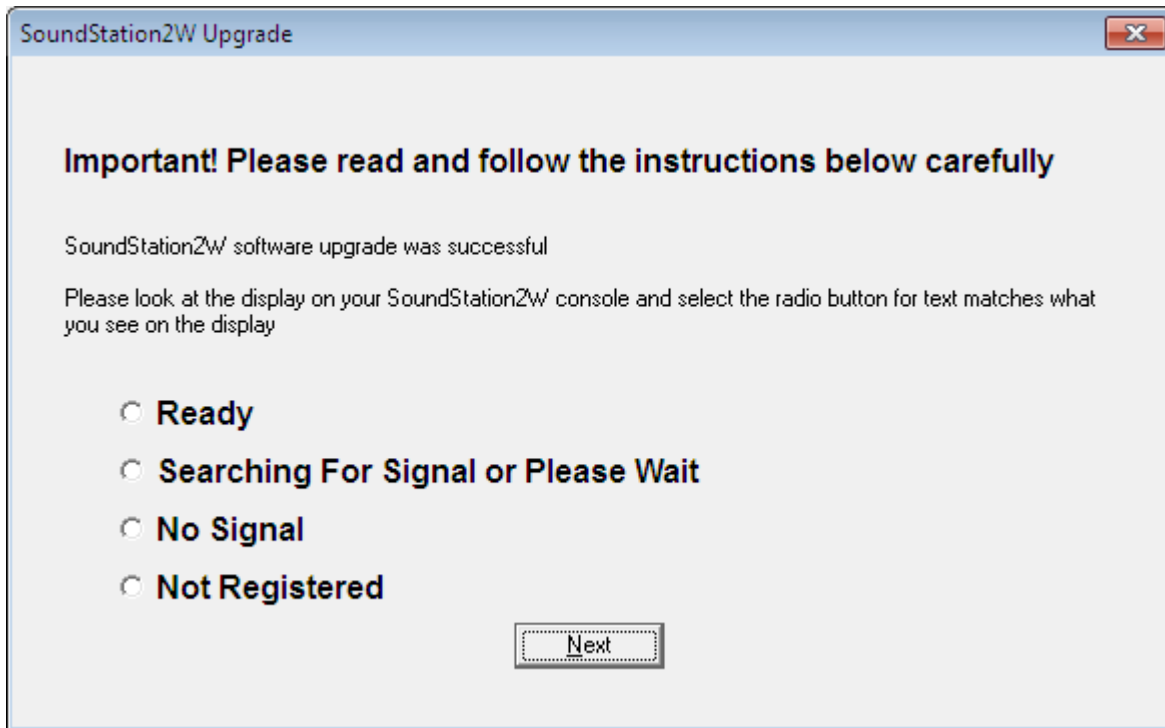 SoundStation2W Upgrade
Important! Please read and follow the instructions below carefully
SoundStation2W software upgrade was successful
Please look at the display on your SoundStation2W console and select the radio button for text matches what
you see on the display
Ready
Searching For Signal or Please Wait
No Signal
Not Registered
Next